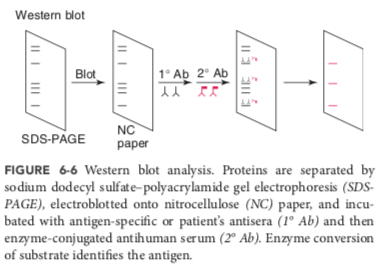 Western blot
Blot
1° Ab 2° Ab
SDS-PAGE
NC
paper
FIGURE 6-6 Western blot analysis. Proteins are separated by
sodium dodecyl sulfate–polyacrylamide gel electrophoresis (SDS-
PAGE), electroblotted onto nitrocellulose (NC) paper, and incu-
bated with antigen-specific or patient's antisera (1° Ab) and then
enzyme-conjugated antihuman serum (2° Ab). Enzyme conversion
of substrate identifies the antigen.